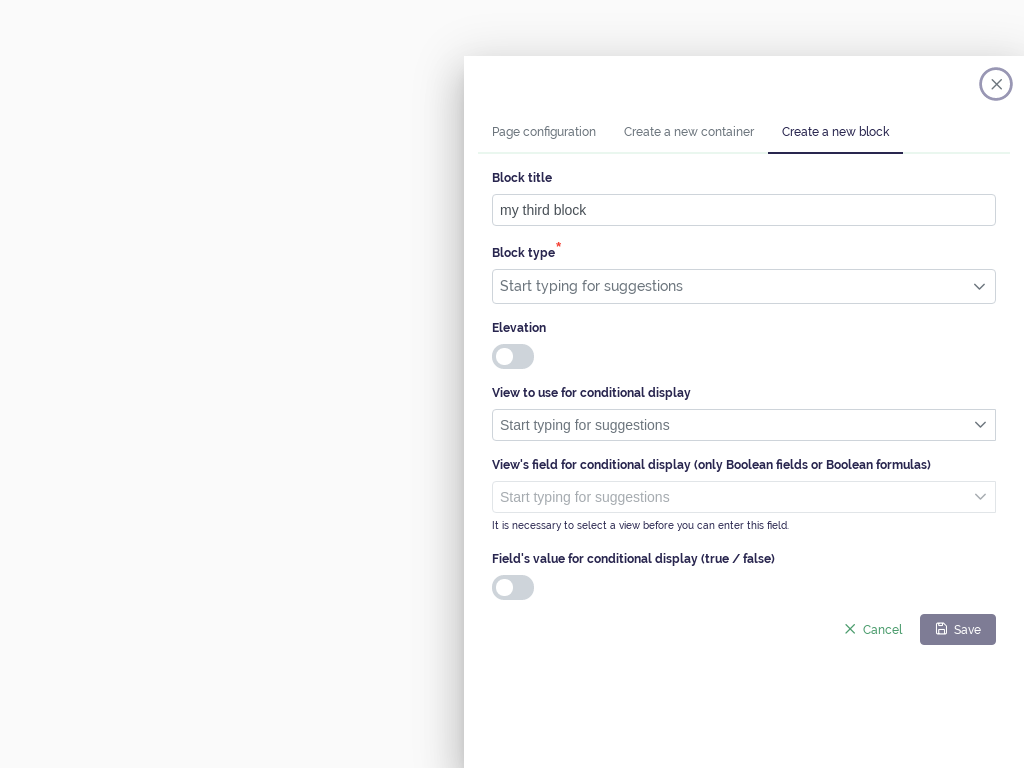 Page configuration
Create a new container
Create a new block
Block title
my third block
Block type*
Start typing for suggestions
Elevation
View to use for conditional display
Start typing for suggestions
View's field for conditional display (only Boolean fields or Boolean formulas)
Start typing for suggestions
It is necessary to select a view before you can enter this field.
Field's value for conditional display (true / false)
Cancel
Save